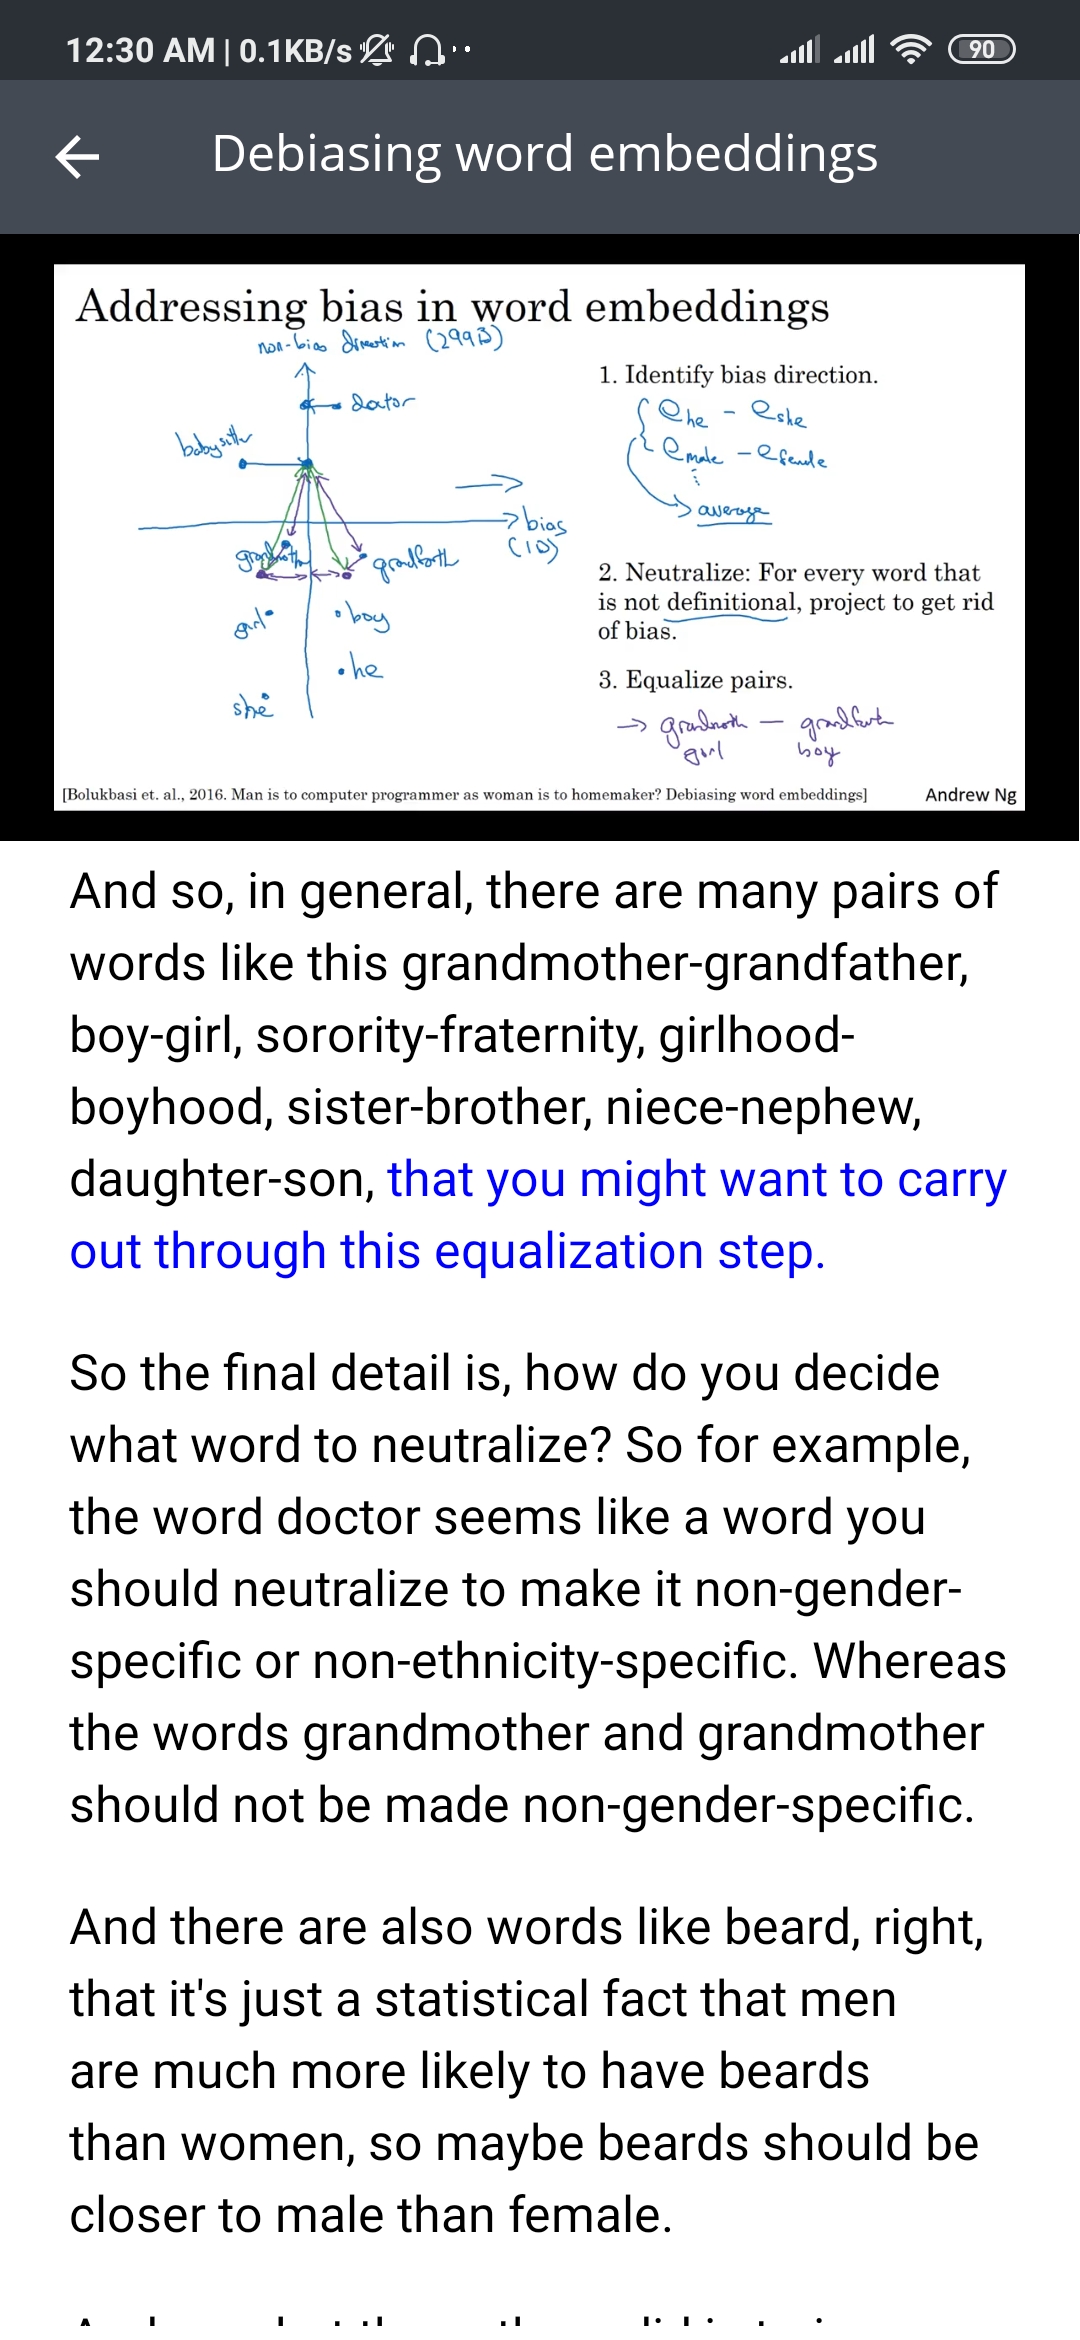 12:30 AM | 0.1KB/s
90
Debiasing word embeddings
Addressing bias in word embeddings
non-bias direction (299D)
doctor
babysitter
bias
(1D)
grandmother
grandfather
girl
boy
he
she
1. Identify bias direction.
e he - e she
e male - e female
average
2. Neutralize: For every word that
is not definitional, project to get rid
of bias.
3. Equalize pairs.
→ grandmother — grandfather
girl boy
[Bolukbasi et. al., 2016. Man is to computer programmer as woman is to homemaker? Debiasing word embeddings]
Andrew Ng
And so, in general, there are many pairs of
words like this grandmother-grandfather,
boy-girl, sorority-fraternity, girlhood-
boyhood, sister-brother, niece-nephew,
daughter-son, that you might want to carry
out through this equalization step.
So the final detail is, how do you decide
what word to neutralize? So for example,
the word doctor seems like a word you
should neutralize to make it non-gender-
specific or non-ethnicity-specific. Whereas
the words grandmother and grandmother
should not be made non-gender-specific.
And there are also words like beard, right,
that it's just a statistical fact that men
are much more likely to have beards
than women, so maybe beards should be
closer to male than female.